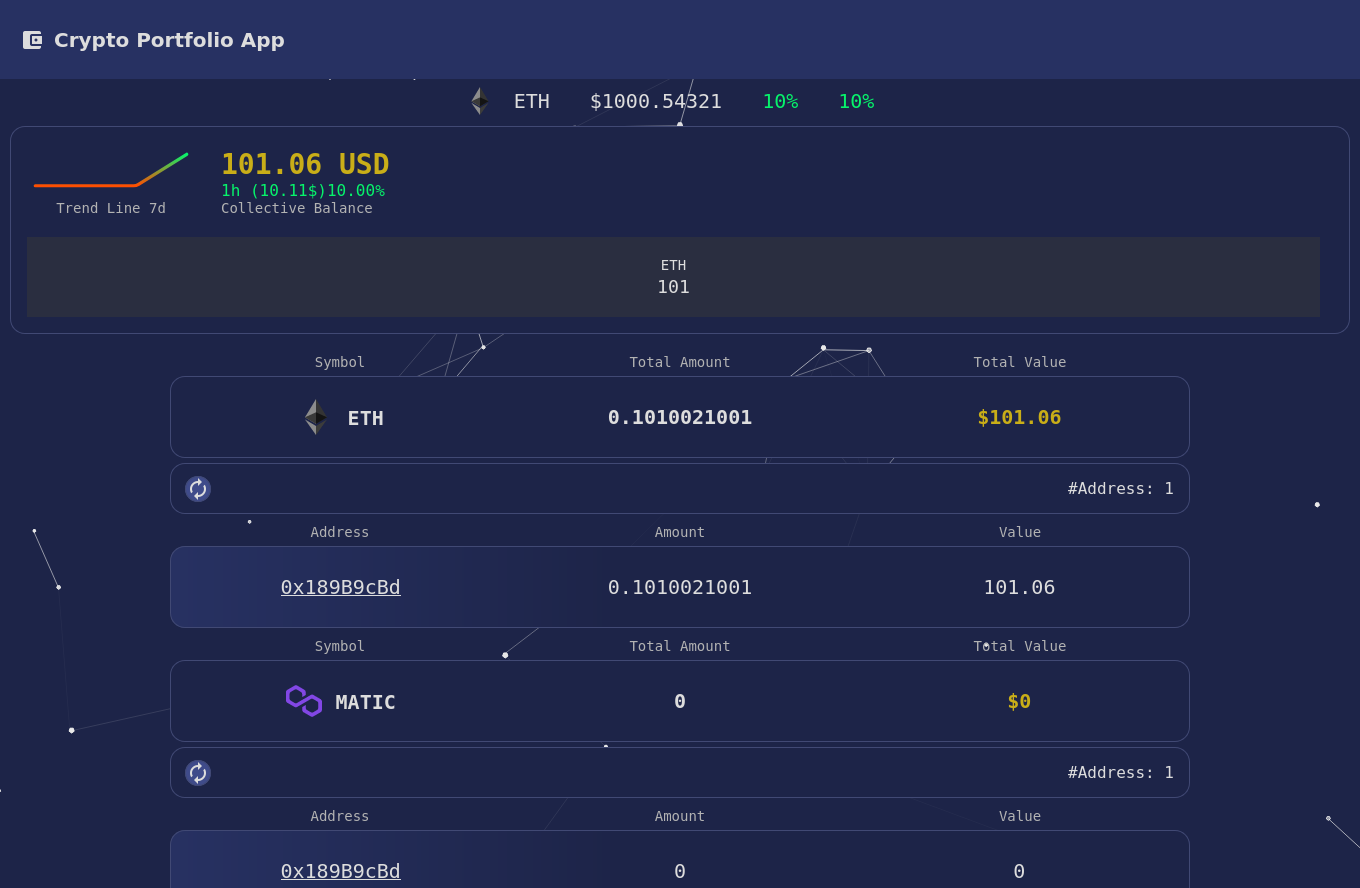 Crypto Portfolio App
ETH $1000.54321 10% 10%
101.06 USD
1h (10.11$)10.00%
Trend Line 7d Collective Balance
ETH
101
Symbol Total Amount Total Value
ETH 0.1010021001 $101.06
#Address: 1
Address Amount Value
0x189B9cBd 0.1010021001 101.06
Symbol Total Amount Total Value
MATIC 0 $0
#Address: 1
Address Amount Value
0x189B9cBd 0 0